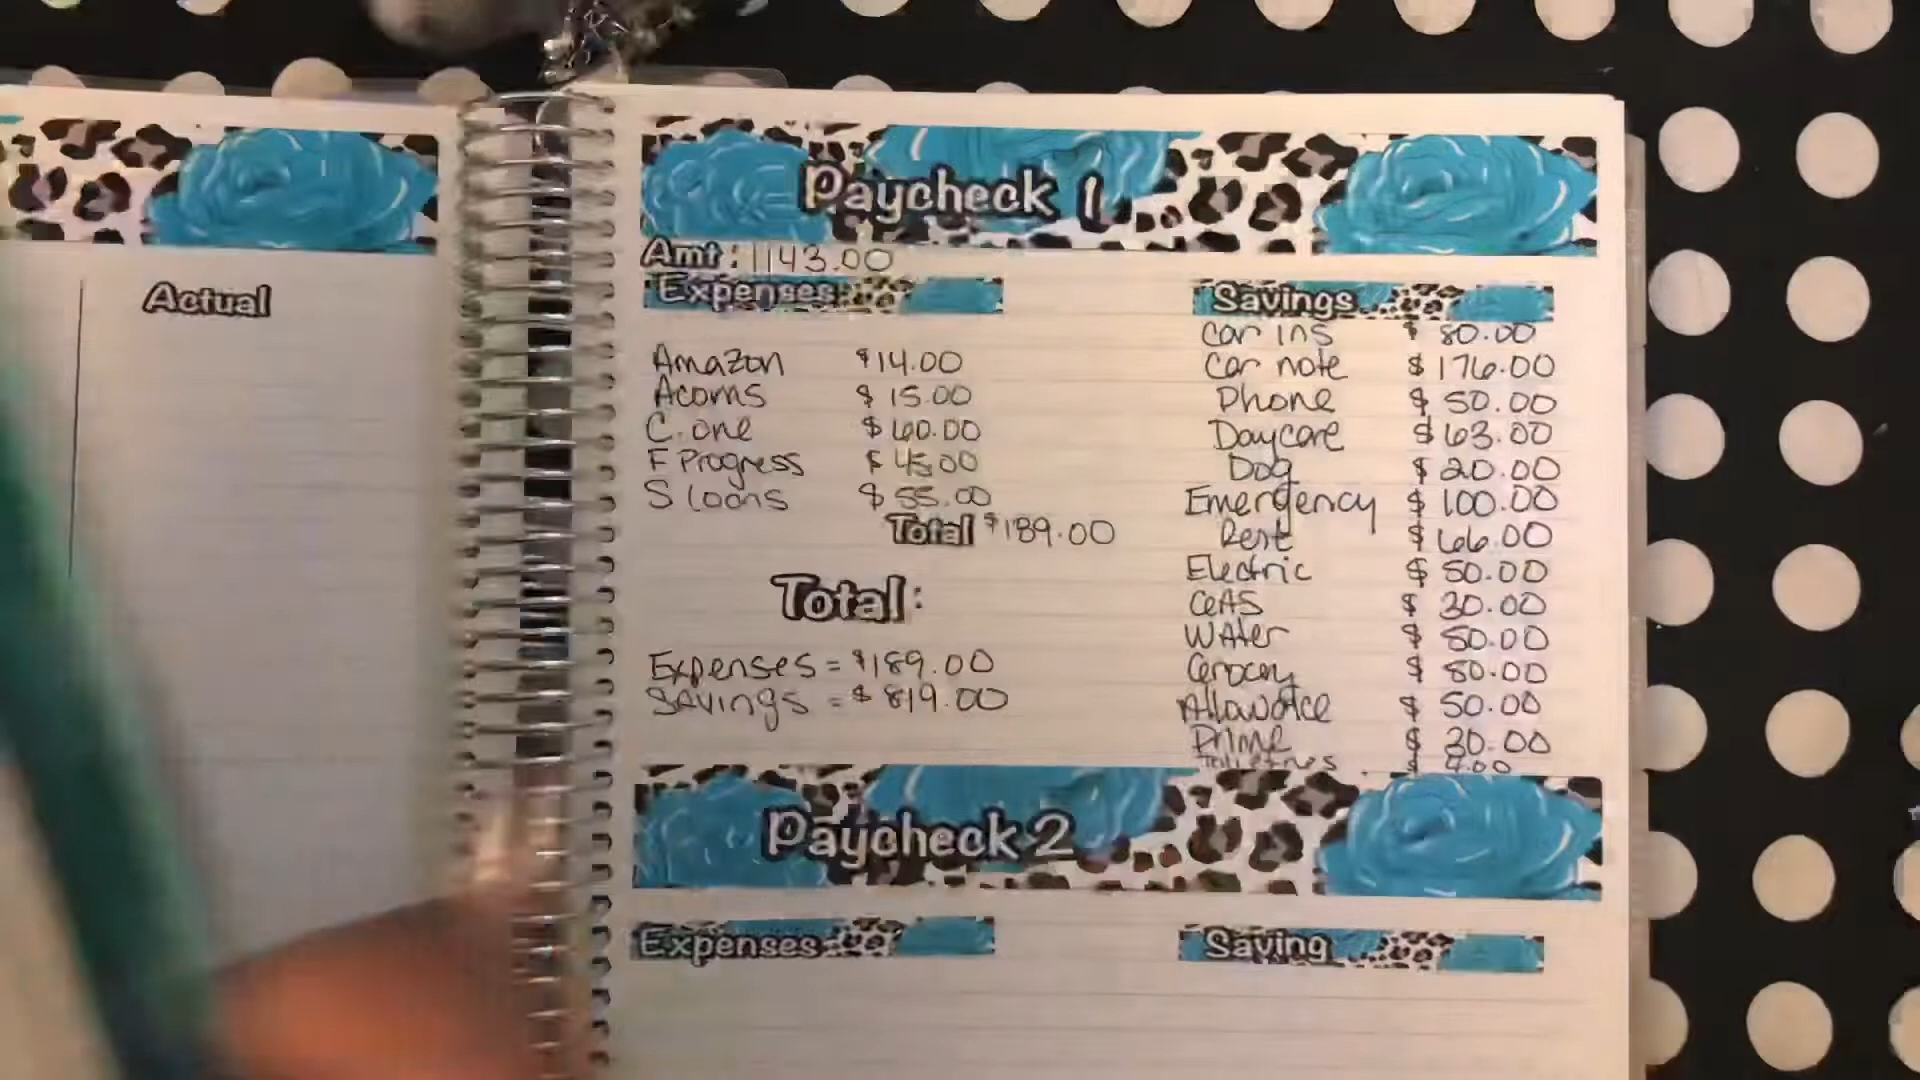 Actual
Paycheck 1
Amt: 1143.00
Expenses
Amazon $14.00
Acorns $15.00
C. one $60.00
F Progress $45.00
S loans $55.00
Total $189.00
Total:
Expenses = $189.00
Savings = $819.00
Savings
car ins $80.00
car note $176.00
Phone $50.00
Daycare $63.00
Dog $20.00
Emergency $100.00
Rent $66.00
Electric $50.00
GAS $30.00
WAter $50.00
Grocery $80.00
Allowance $50.00
Prime $30.00
Paycheck 2
Expenses
Saving